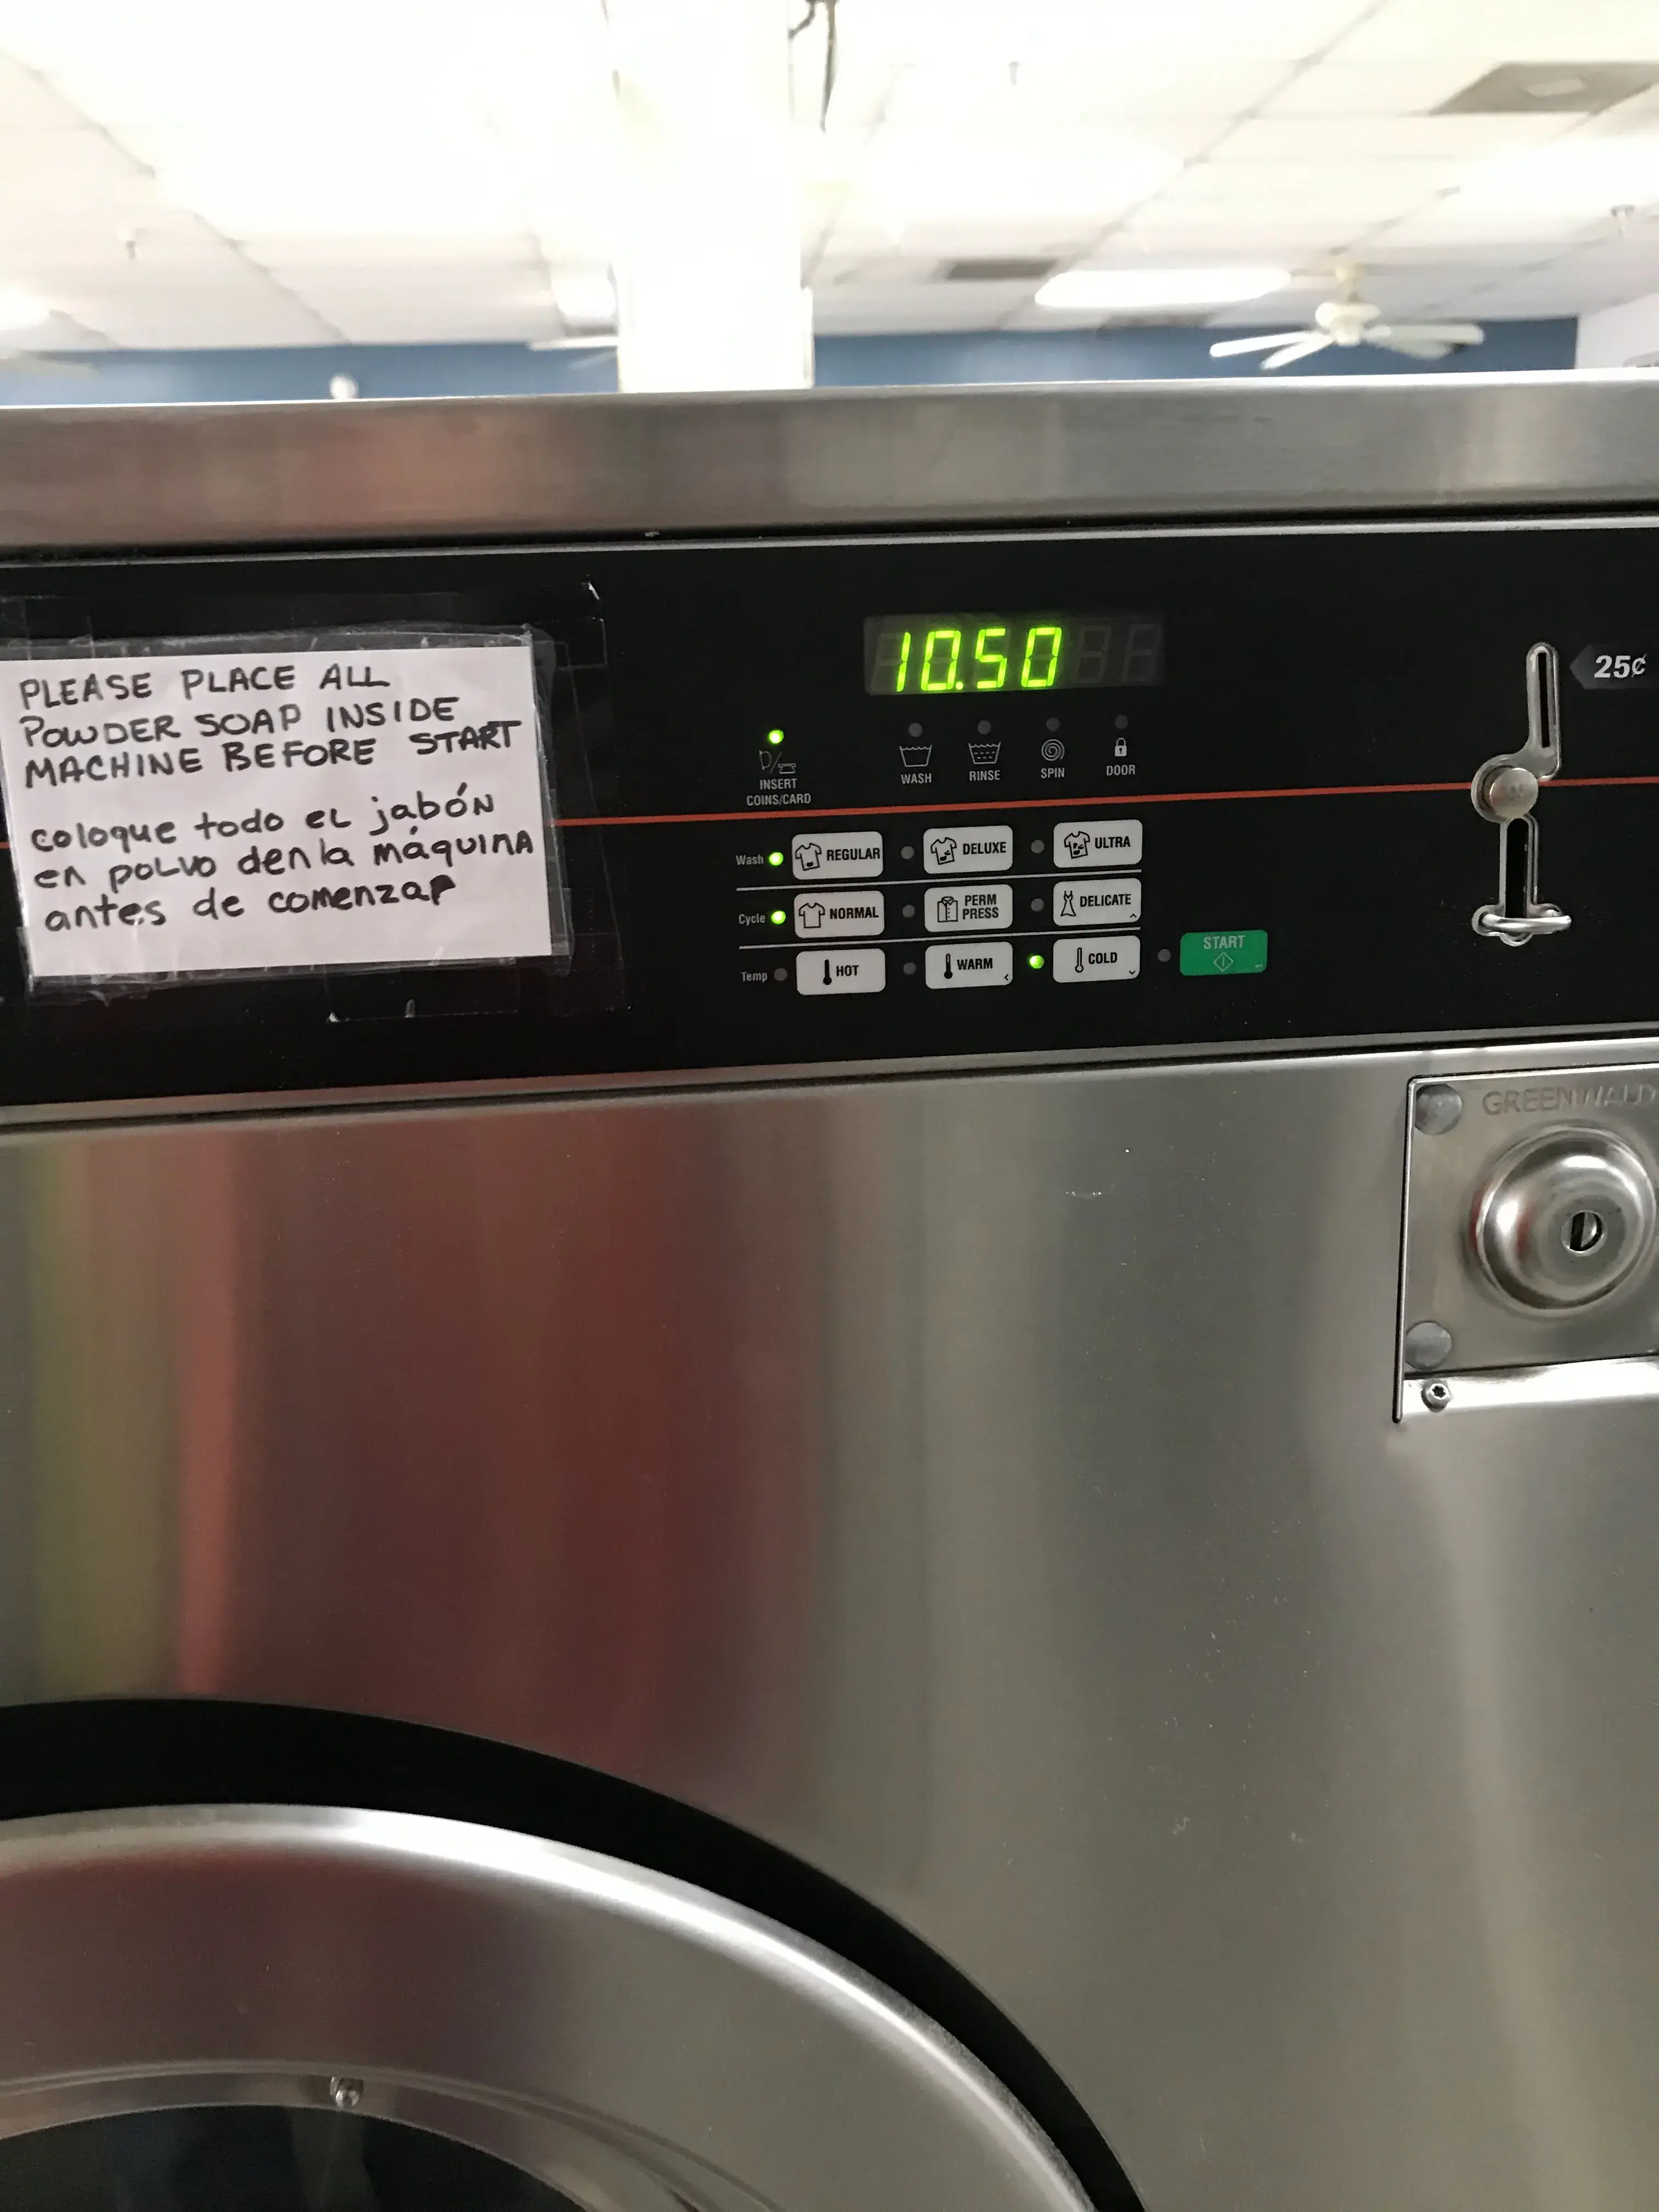 PLEASE PLACE ALL
POWDER SOAP INSIDE
MACHINE BEFORE START
coloque todo el jabón
en polvo den la máquina
antes de comenzar
10.50
25¢
INSERT
COINS/CARD
WASH
RINSE
SPIN
DOOR
Wash
REGULAR
DELUXE
ULTRA
Cycle
NORMAL
PERM
PRESS
DELICATE
Temp
HOT
WARM
COLD
START
GREENWALD